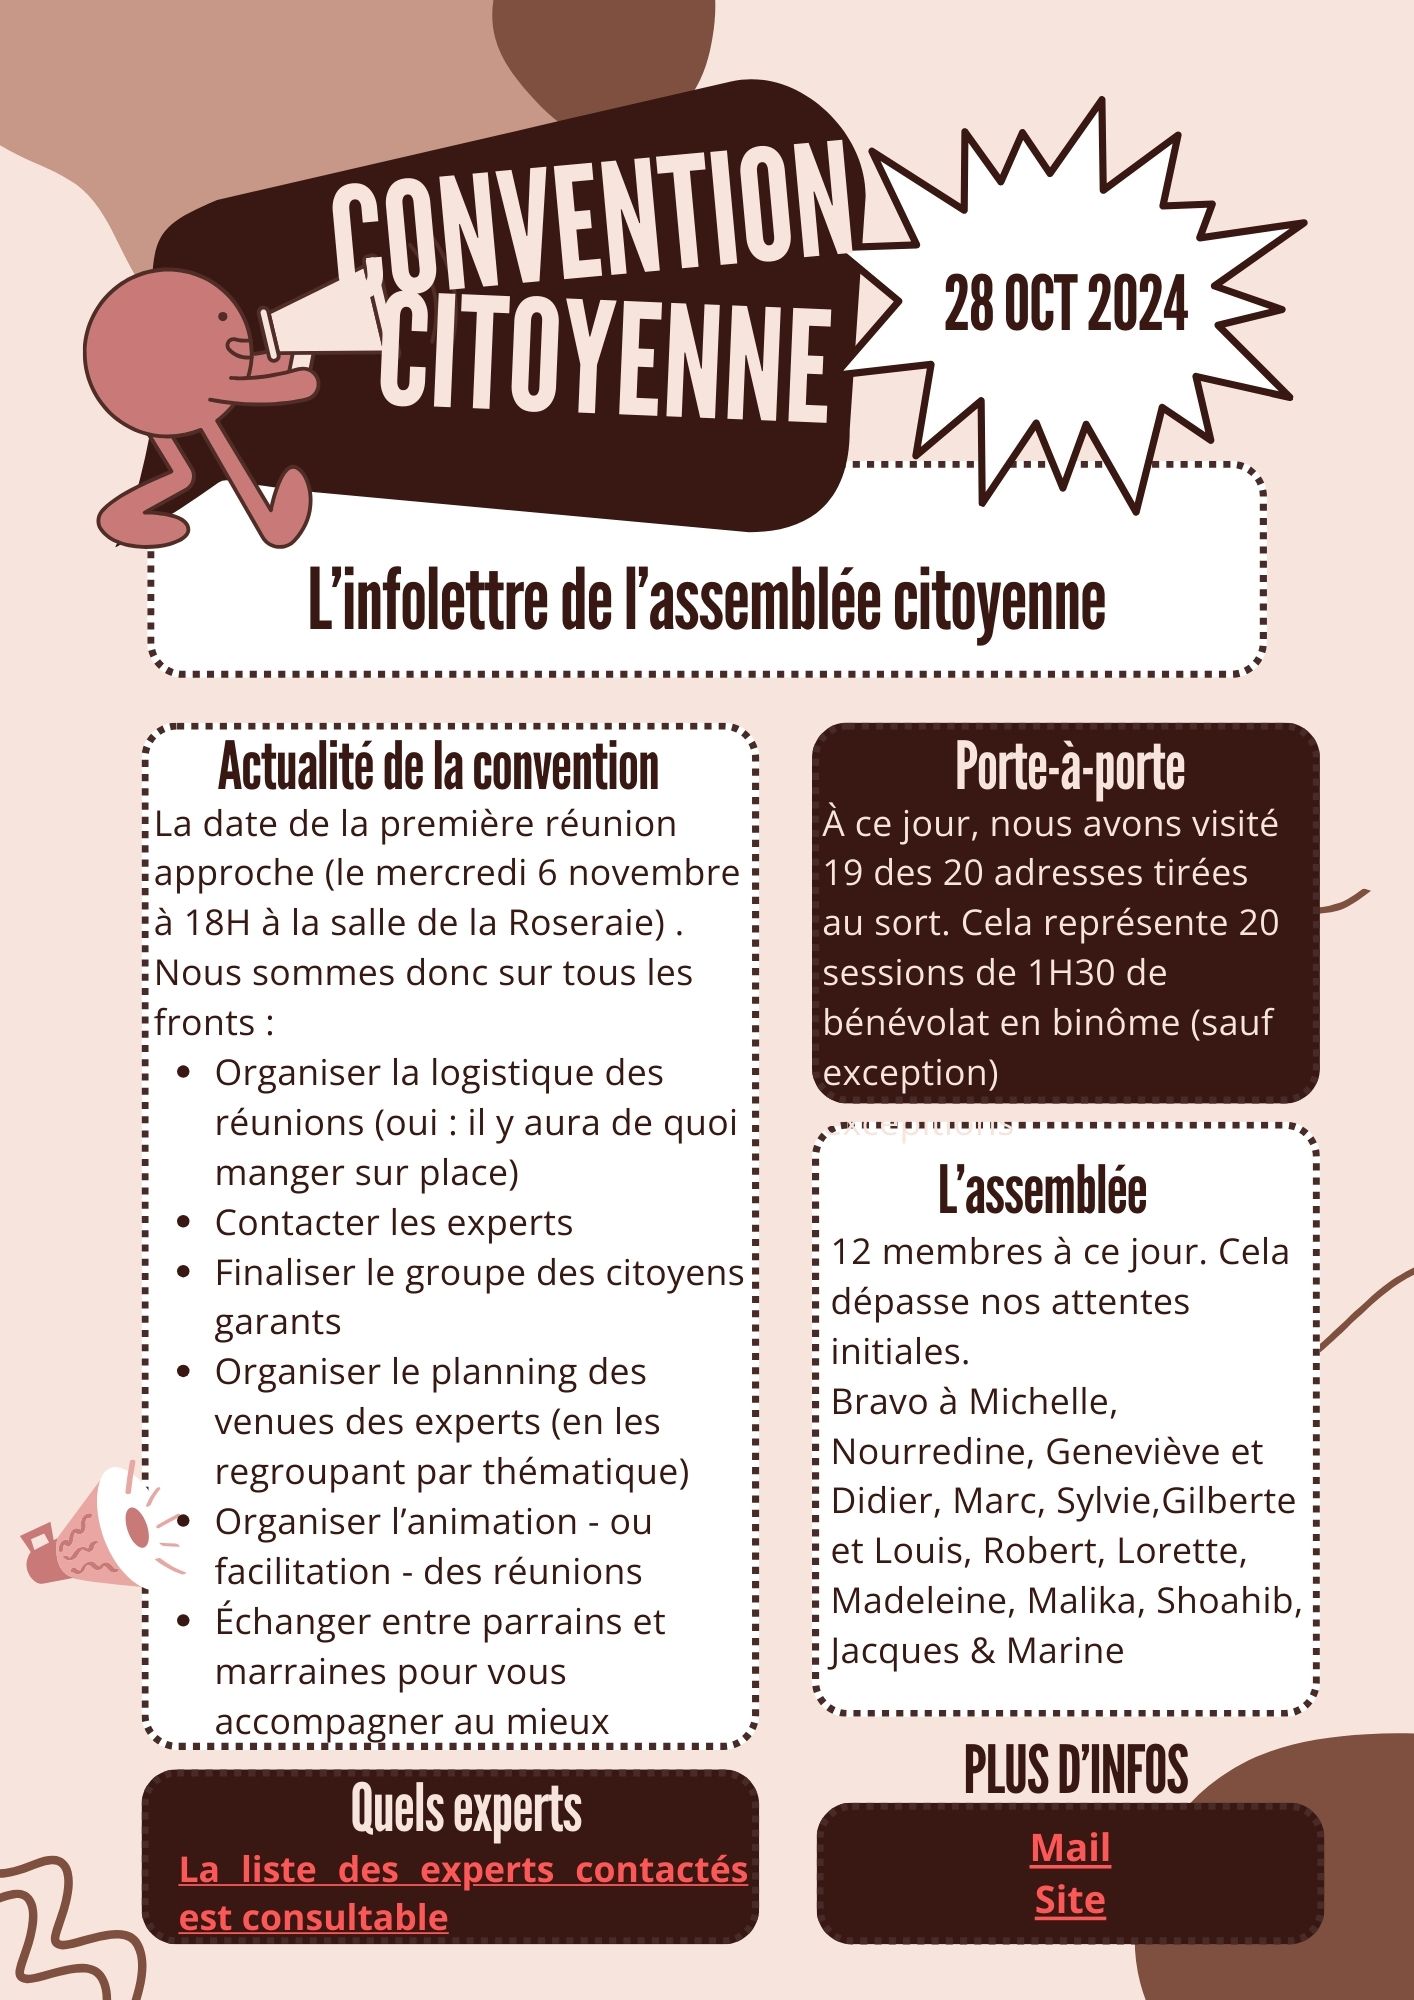 CONVENTION
CITOYENNE
28 OCT 2024
L'infolettre de l'assemblée citoyenne
Actualité de la convention
La date de la première réunion
approche (le mercredi 6 novembre
à 18H à la salle de la Roseraie) .
Nous sommes donc sur tous les
fronts :
• Organiser la logistique des
réunions (oui : il y aura de quoi
manger sur place)
• Contacter les experts
• Finaliser le groupe des citoyens
garants
• Organiser le planning des
venues des experts (en les
regroupant par thématique)
• Organiser l'animation - ou
facilitation - des réunions
• Échanger entre parrains et
marraines pour vous
accompagner au mieux
Quels experts
La liste des experts contactés
est consultable
Porte-à-porte
À ce jour, nous avons visité
19 des 20 adresses tirées
au sort. Cela représente 20
sessions de 1H30 de
bénévolat en binôme (sauf
exception)
L'assemblée
12 membres à ce jour. Cela
dépasse nos attentes
initiales.
Bravo à Michelle,
Nourredine, Geneviève et
Didier, Marc, Sylvie,Gilberte
et Louis, Robert, Lorette,
Madeleine, Malika, Shoahib,
Jacques & Marine
PLUS D'INFOS
Mail
Site